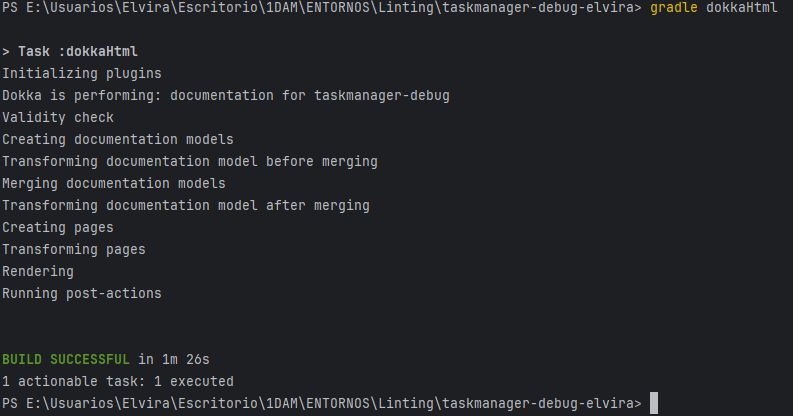 PS E:\Usuarios\Elvira\Escritorio\1DAM\ENTORNOS\Linting\taskmanager-debug-elvira> gradle dokkaHtml
> Task :dokkaHtml
Initializing plugins
Dokka is performing: documentation for taskmanager-debug
Validity check
Creating documentation models
Transforming documentation model before merging
Merging documentation models
Transforming documentation model after merging
Creating pages
Transforming pages
Rendering
Running post-actions
BUILD SUCCESSFUL in 1m 26s
1 actionable task: 1 executed
PS E:\Usuarios\Elvira\Escritorio\1DAM\ENTORNOS\Linting\taskmanager-debug-elvira>